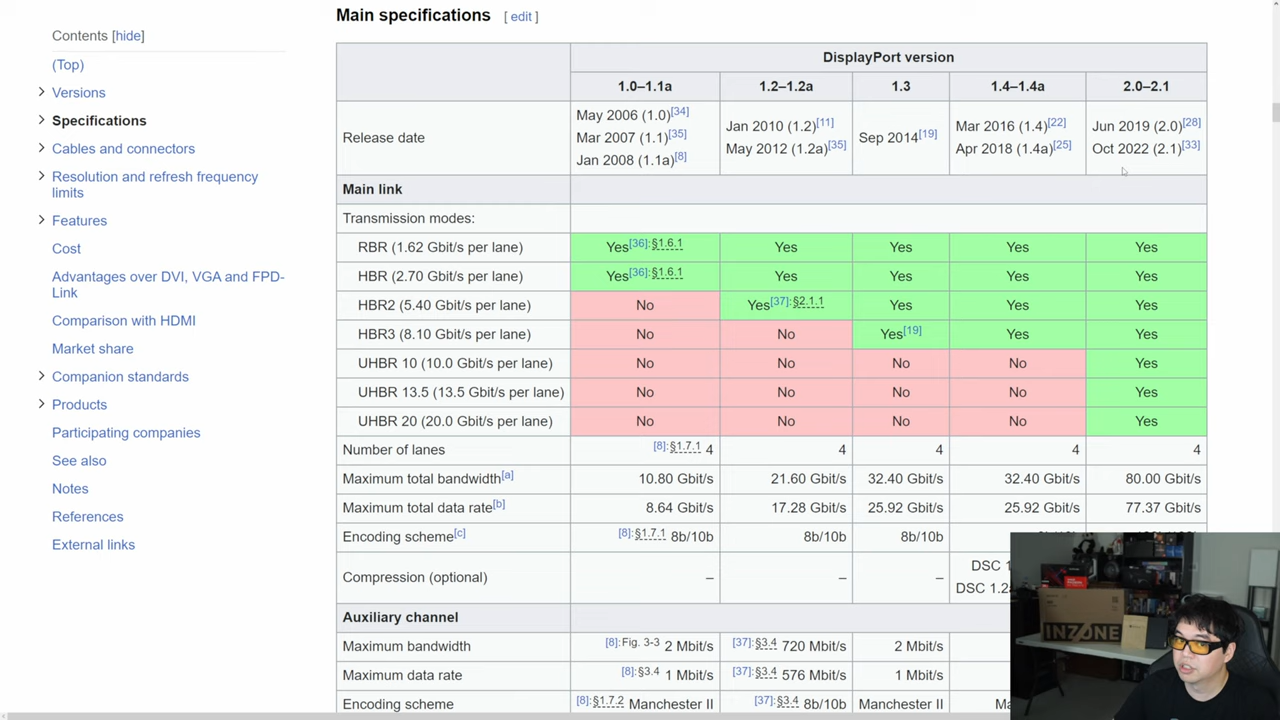 Main specifications [ edit ]
Contents [hide]
(Top)
Versions
Specifications
Cables and connectors
Resolution and refresh frequency
limits
Features
Cost
Advantages over DVI, VGA and FPD-
Link
Comparison with HDMI
Market share
Companion standards
Products
Participating companies
See also
Notes
References
External links
DisplayPort version
1.0–1.1a 1.2–1.2a 1.3 1.4–1.4a 2.0–2.1
Release date
May 2006 (1.0)[34]
Mar 2007 (1.1)[35]
Jan 2008 (1.1a)[8]
Jan 2010 (1.2)[11]
May 2012 (1.2a)[35]
Sep 2014[19]
Mar 2016 (1.4)[22]
Apr 2018 (1.4a)[25]
Jun 2019 (2.0)[28]
Oct 2022 (2.1)[33]
Main link
Transmission modes:
RBR (1.62 Gbit/s per lane) Yes[36]:§1.6.1 Yes Yes Yes Yes
HBR (2.70 Gbit/s per lane) Yes[36]:§1.6.1 Yes Yes Yes Yes
HBR2 (5.40 Gbit/s per lane) No Yes[37]:§2.1.1 Yes Yes Yes
HBR3 (8.10 Gbit/s per lane) No No Yes[19] Yes Yes
UHBR 10 (10.0 Gbit/s per lane) No No No No Yes
UHBR 13.5 (13.5 Gbit/s per lane) No No No No Yes
UHBR 20 (20.0 Gbit/s per lane) No No No No Yes
Number of lanes [8]:§1.7.1 4 4 4 4 4
Maximum total bandwidth[a] 10.80 Gbit/s 21.60 Gbit/s 32.40 Gbit/s 32.40 Gbit/s 80.00 Gbit/s
Maximum total data rate[b] 8.64 Gbit/s 17.28 Gbit/s 25.92 Gbit/s 25.92 Gbit/s 77.37 Gbit/s
Encoding scheme[c] [8]:§1.7.1 8b/10b 8b/10b 8b/10b
Compression (optional) – – –
DSC
DSC
Auxiliary channel
Maximum bandwidth [8]:Fig. 3-3 2 Mbit/s [37]:§3.4 720 Mbit/s 2 Mbit/s
Maximum data rate [8]:§3.4 1 Mbit/s [37]:§3.4 576 Mbit/s 1 Mbit/s
Encoding scheme [8]:§1.7.2 Manchester II [37]:§3.4 8b/10b Manchester II
INZONE